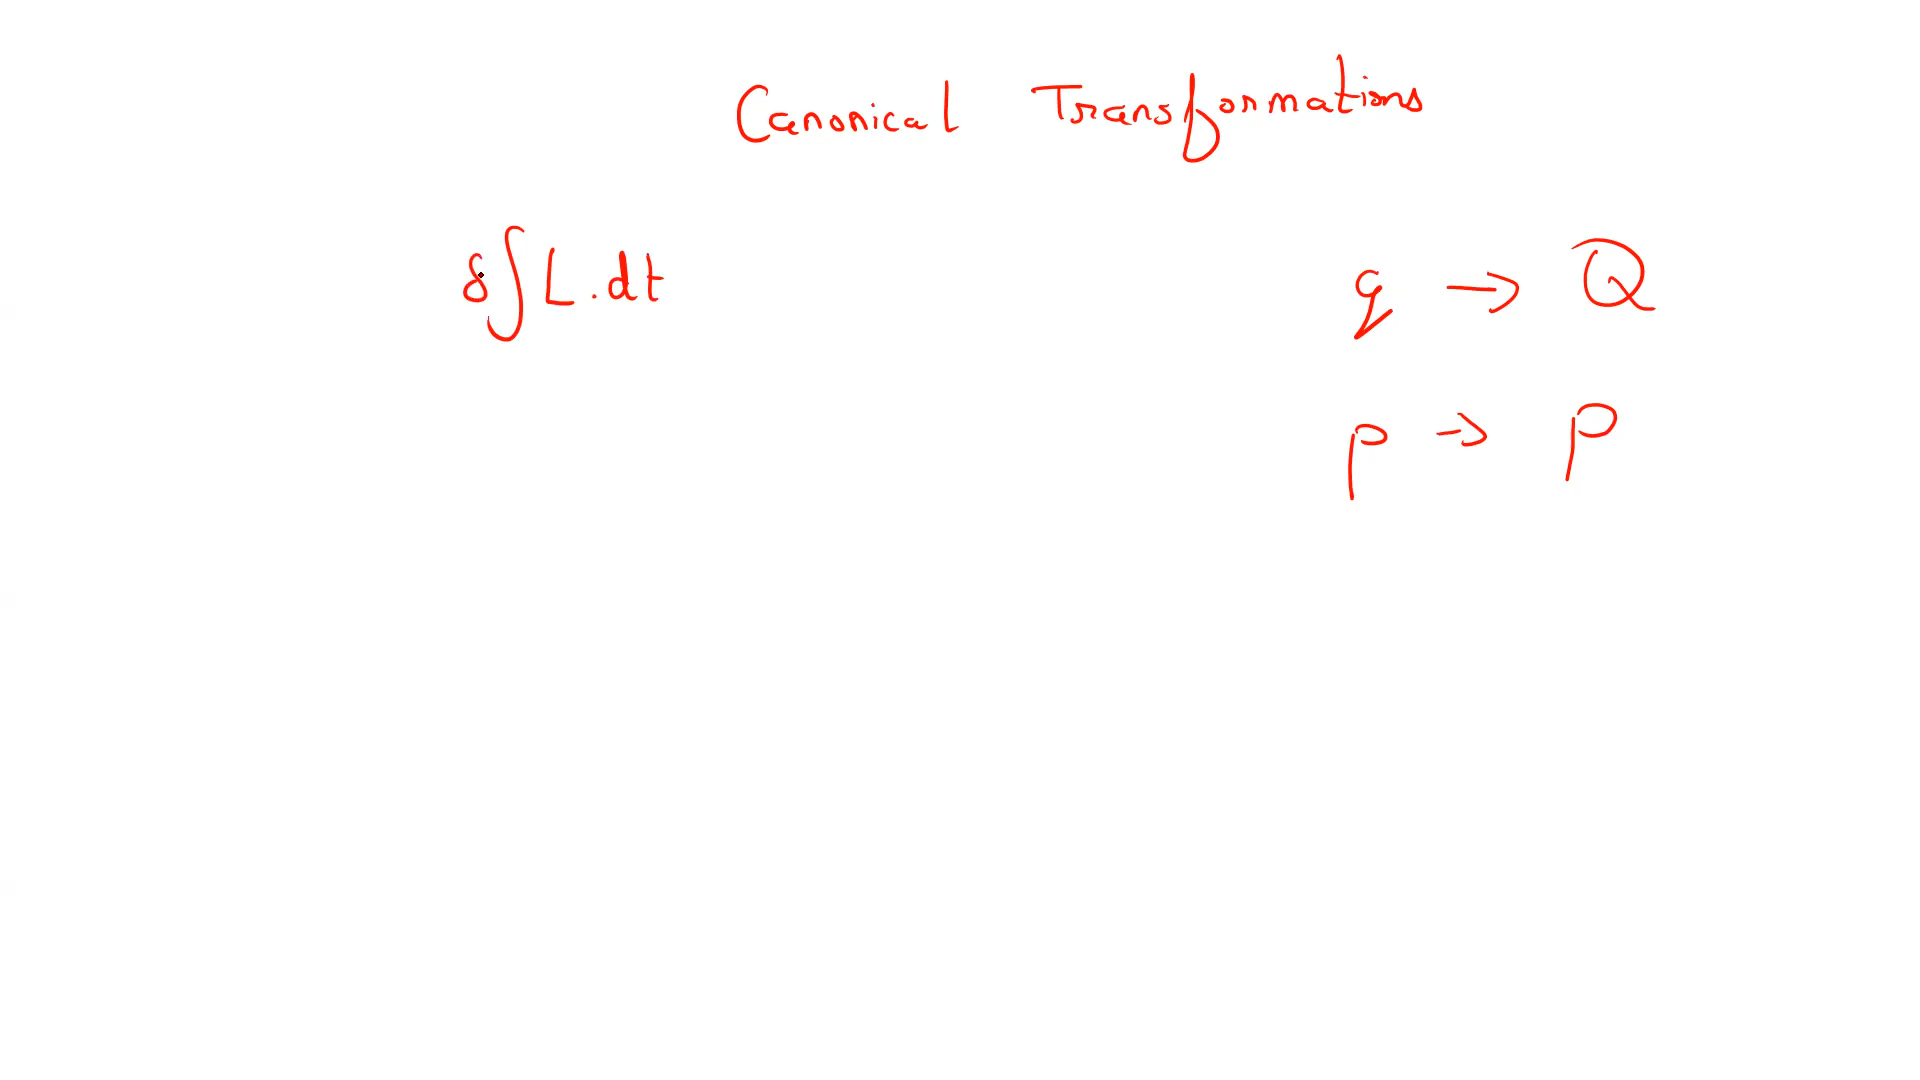 Canonical Transformations
δ∫L.dt
q → Q
p → P